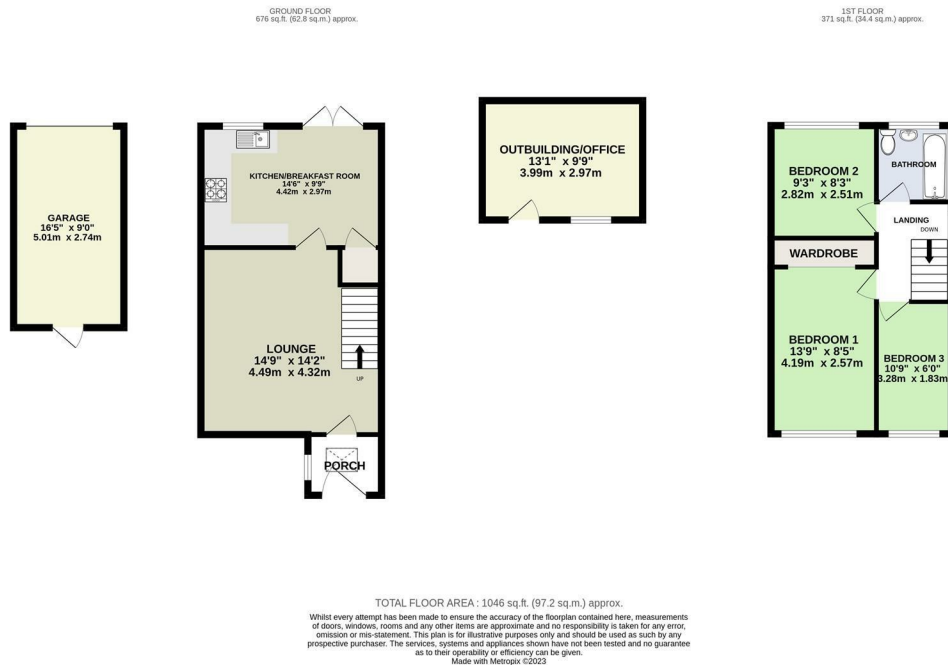 GROUND FLOOR
676 sq.ft. (62.8 sq.m.) approx.
1ST FLOOR
371 sq.ft. (34.4 sq.m.) approx.
GARAGE
16'5" x 9'0"
5.01m x 2.74m
KITCHEN/BREAKFAST ROOM
14'6" x 9'9"
4.42m x 2.97m
LOUNGE
14'9" x 14'2"
4.49m x 4.32m
UP
PORCH
OUTBUILDING/OFFICE
13'1" x 9'9"
3.99m x 2.97m
BEDROOM 2
9'3" x 8'3"
2.82m x 2.51m
BATHROOM
LANDING
DOWN
WARDROBE
BEDROOM 1
13'9" x 8'5"
4.19m x 2.57m
BEDROOM 3
10'9" x 6'0"
3.28m x 1.83m
TOTAL FLOOR AREA : 1046 sq.ft. (97.2 sq.m.) approx.
Whilst every attempt has been made to ensure the accuracy of the floorplan contained here, measurements
of doors, windows, rooms and any other items are approximate and no responsibility is taken for any error,
omission or mis-statement. This plan is for illustrative purposes only and should be used as such by any
prospective purchaser. The services, systems and appliances shown have not been tested and no guarantee
as to their operability or efficiency can be given.
Made with Metropix ©2023